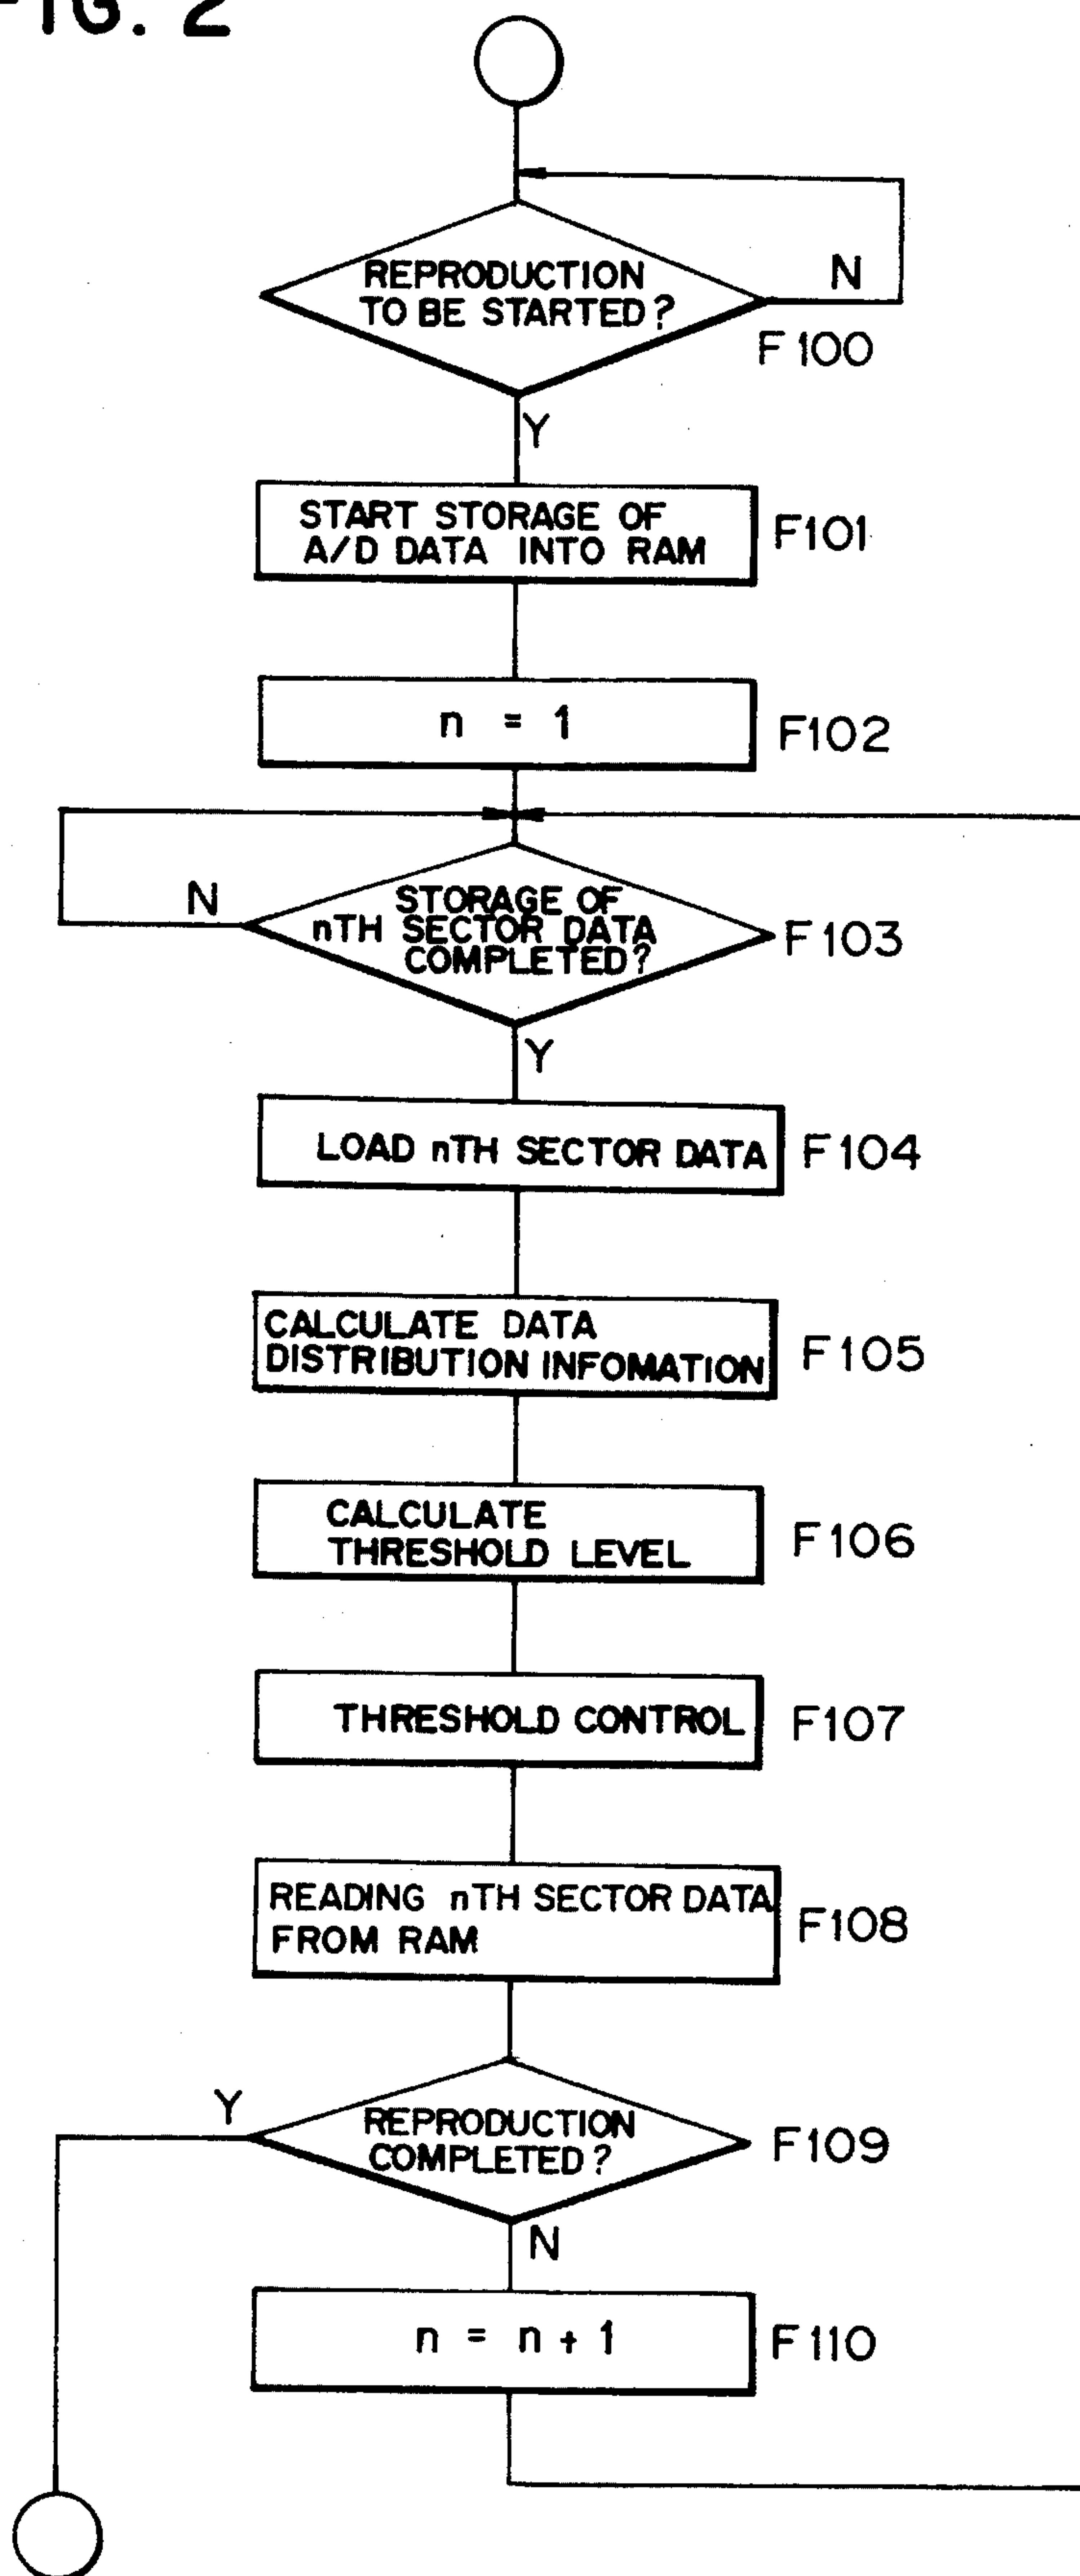 FIG. 2
REPRODUCTION
TO BE STARTED?
N
F100
Y
START STORAGE OF
A/D DATA INTO RAM
F101
n = 1
F102
N
STORAGE OF
nTH SECTOR DATA
COMPLETED?
F103
Y
LOAD nTH SECTOR DATA
F104
CALCULATE DATA
DISTRIBUTION INFOMATION
F105
CALCULATE
THRESHOLD LEVEL
F106
THRESHOLD CONTROL
F107
READING nTH SECTOR DATA
FROM RAM
F108
Y
REPRODUCTION
COMPLETED?
F109
N
n = n + 1
F110